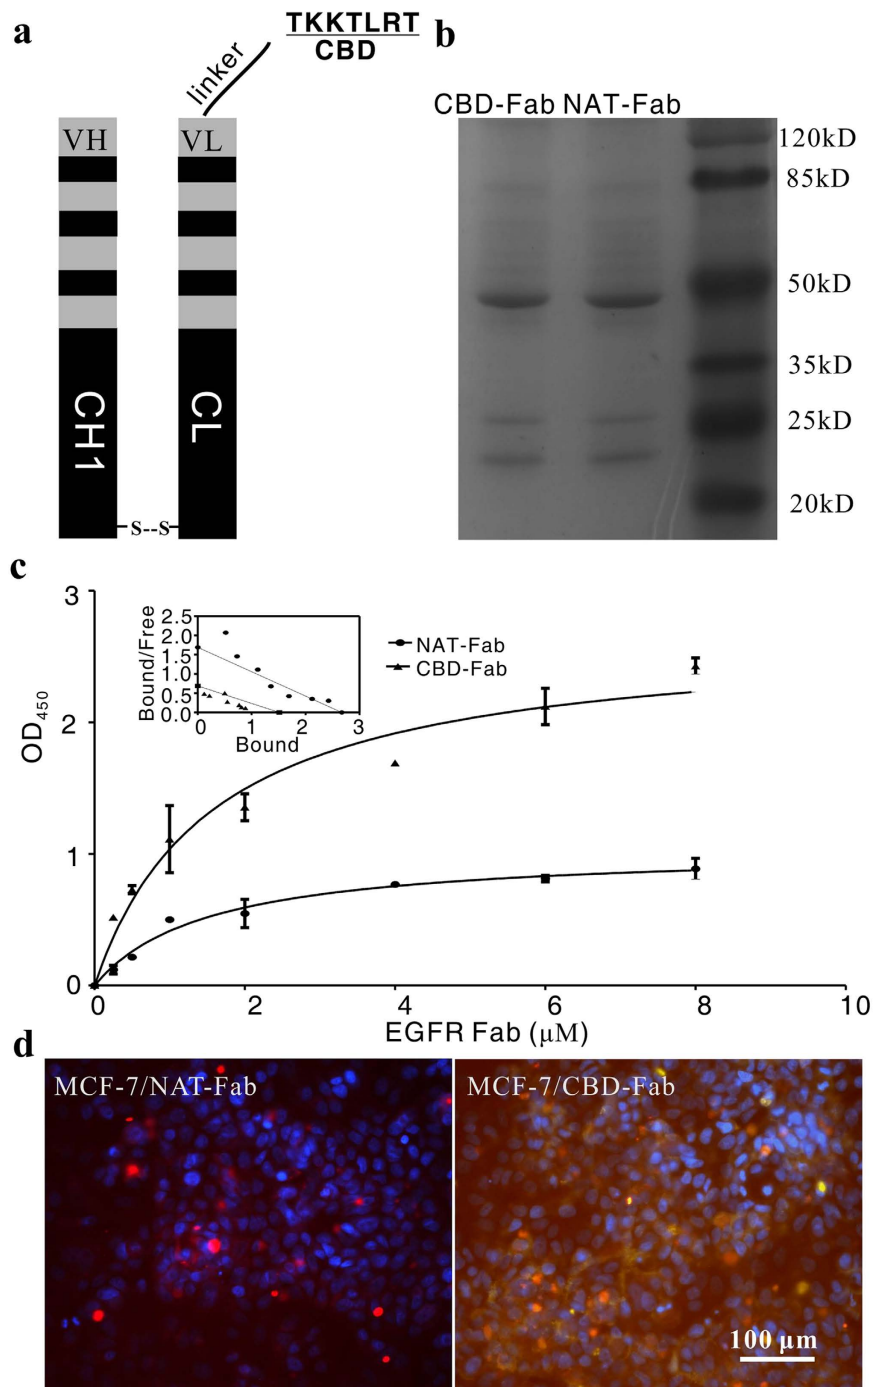 a
TKKTLRT
CBD
linker
VH
VL
CH1
CL
S--S
b
CBD-Fab NAT-Fab
120kD
85kD
50kD
35kD
25kD
20kD
c
3
2
1
0
OD450
2.5
2.0
1.5
1.0
0.5
0.0
Bound/Free
0 1 2 3
Bound
NAT-Fab
CBD-Fab
0 2 4 6 8 10
EGFR Fab (µM)
d
MCF-7/NAT-Fab
MCF-7/CBD-Fab
100 µm